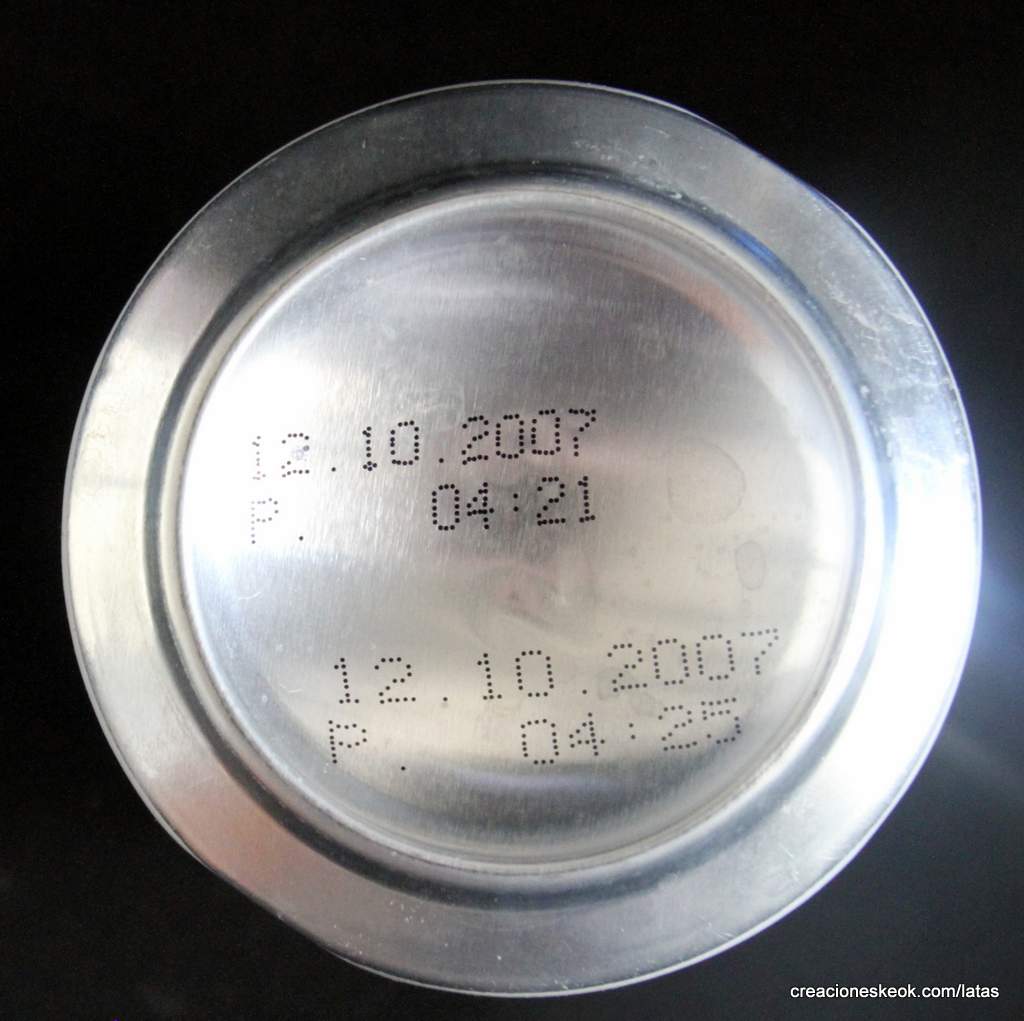 12.10.2007
P. 04:21
12.10.2007
P. 04:25
creacioneskeok.com/latas